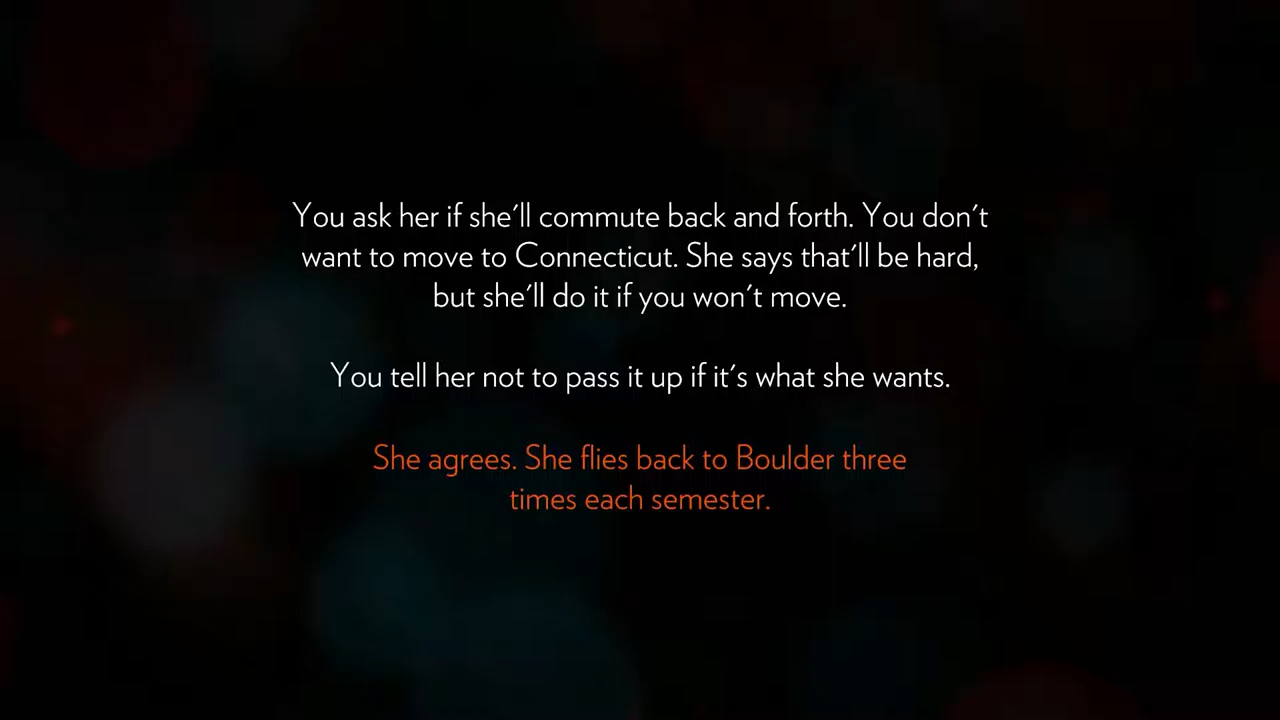 You ask her if she'll commute back and forth. You don't
want to move to Connecticut. She says that'll be hard,
but she'll do it if you won't move.
You tell her not to pass it up if it's what she wants.
She agrees. She flies back to Boulder three
times each semester.